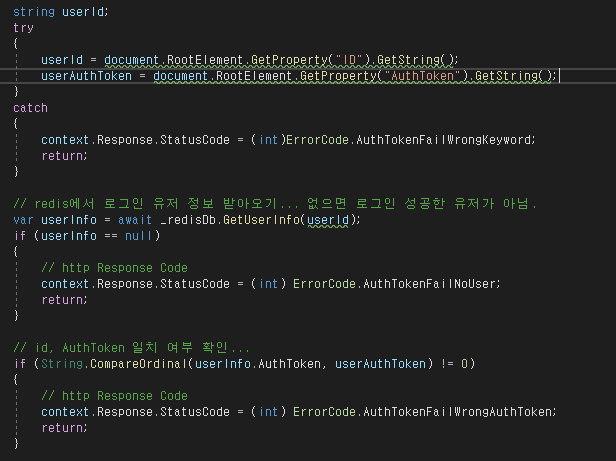 string userId;
try
{
    userId = document.RootElement.GetProperty("ID").GetString();
    userAuthToken = document.RootElement.GetProperty("AuthToken").GetString();
}
catch
{
    context.Response.StatusCode = (int)ErrorCode.AuthTokenFailWrongKeyword;
    return;
}

// redis에서 로그인 유저 정보 받아오기... 없으면 로그인 성공한 유저가 아님.
var userInfo = await _redisDb.GetUserInfo(userId);
if (userInfo == null)
{
    // http Response Code
    context.Response.StatusCode = (int) ErrorCode.AuthTokenFailNoUser;
    return;
}

// id, AuthToken 일치 여부 확인...
if (String.CompareOrdinal(userInfo.AuthToken, userAuthToken) != 0)
{
    // http Response Code
    context.Response.StatusCode = (int) ErrorCode.AuthTokenFailWrongAuthToken;
    return;
}